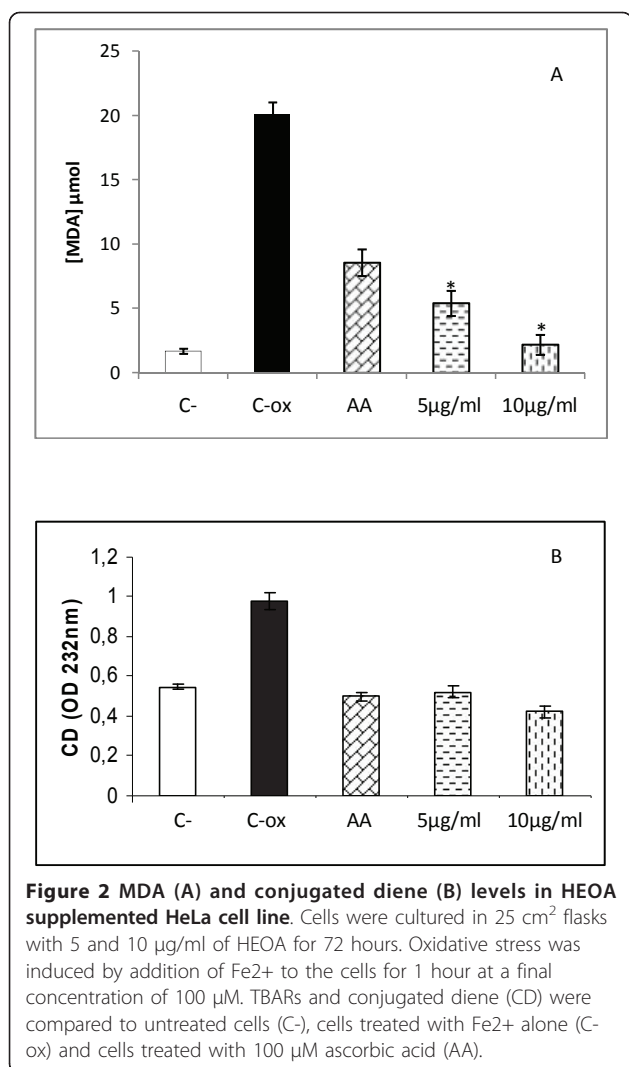 25
A
20
15
10
5
0
[MDA] µmol
*
*
C-
C-ox
AA
5µg/ml
10µg/ml
1,2
B
1
0,8
0,6
0,4
0,2
0
CD (OD 232nm)
C-
C-ox
AA
5µg/ml
10µg/ml
Figure 2 MDA (A) and conjugated diene (B) levels in HEOA
supplemented HeLa cell line. Cells were cultured in 25 cm² flasks
with 5 and 10 µg/ml of HEOA for 72 hours. Oxidative stress was
induced by addition of Fe2+ to the cells for 1 hour at a final
concentration of 100 µM. TBARs and conjugated diene (CD) were
compared to untreated cells (C-), cells treated with Fe2+ alone (C-
ox) and cells treated with 100 µM ascorbic acid (AA).